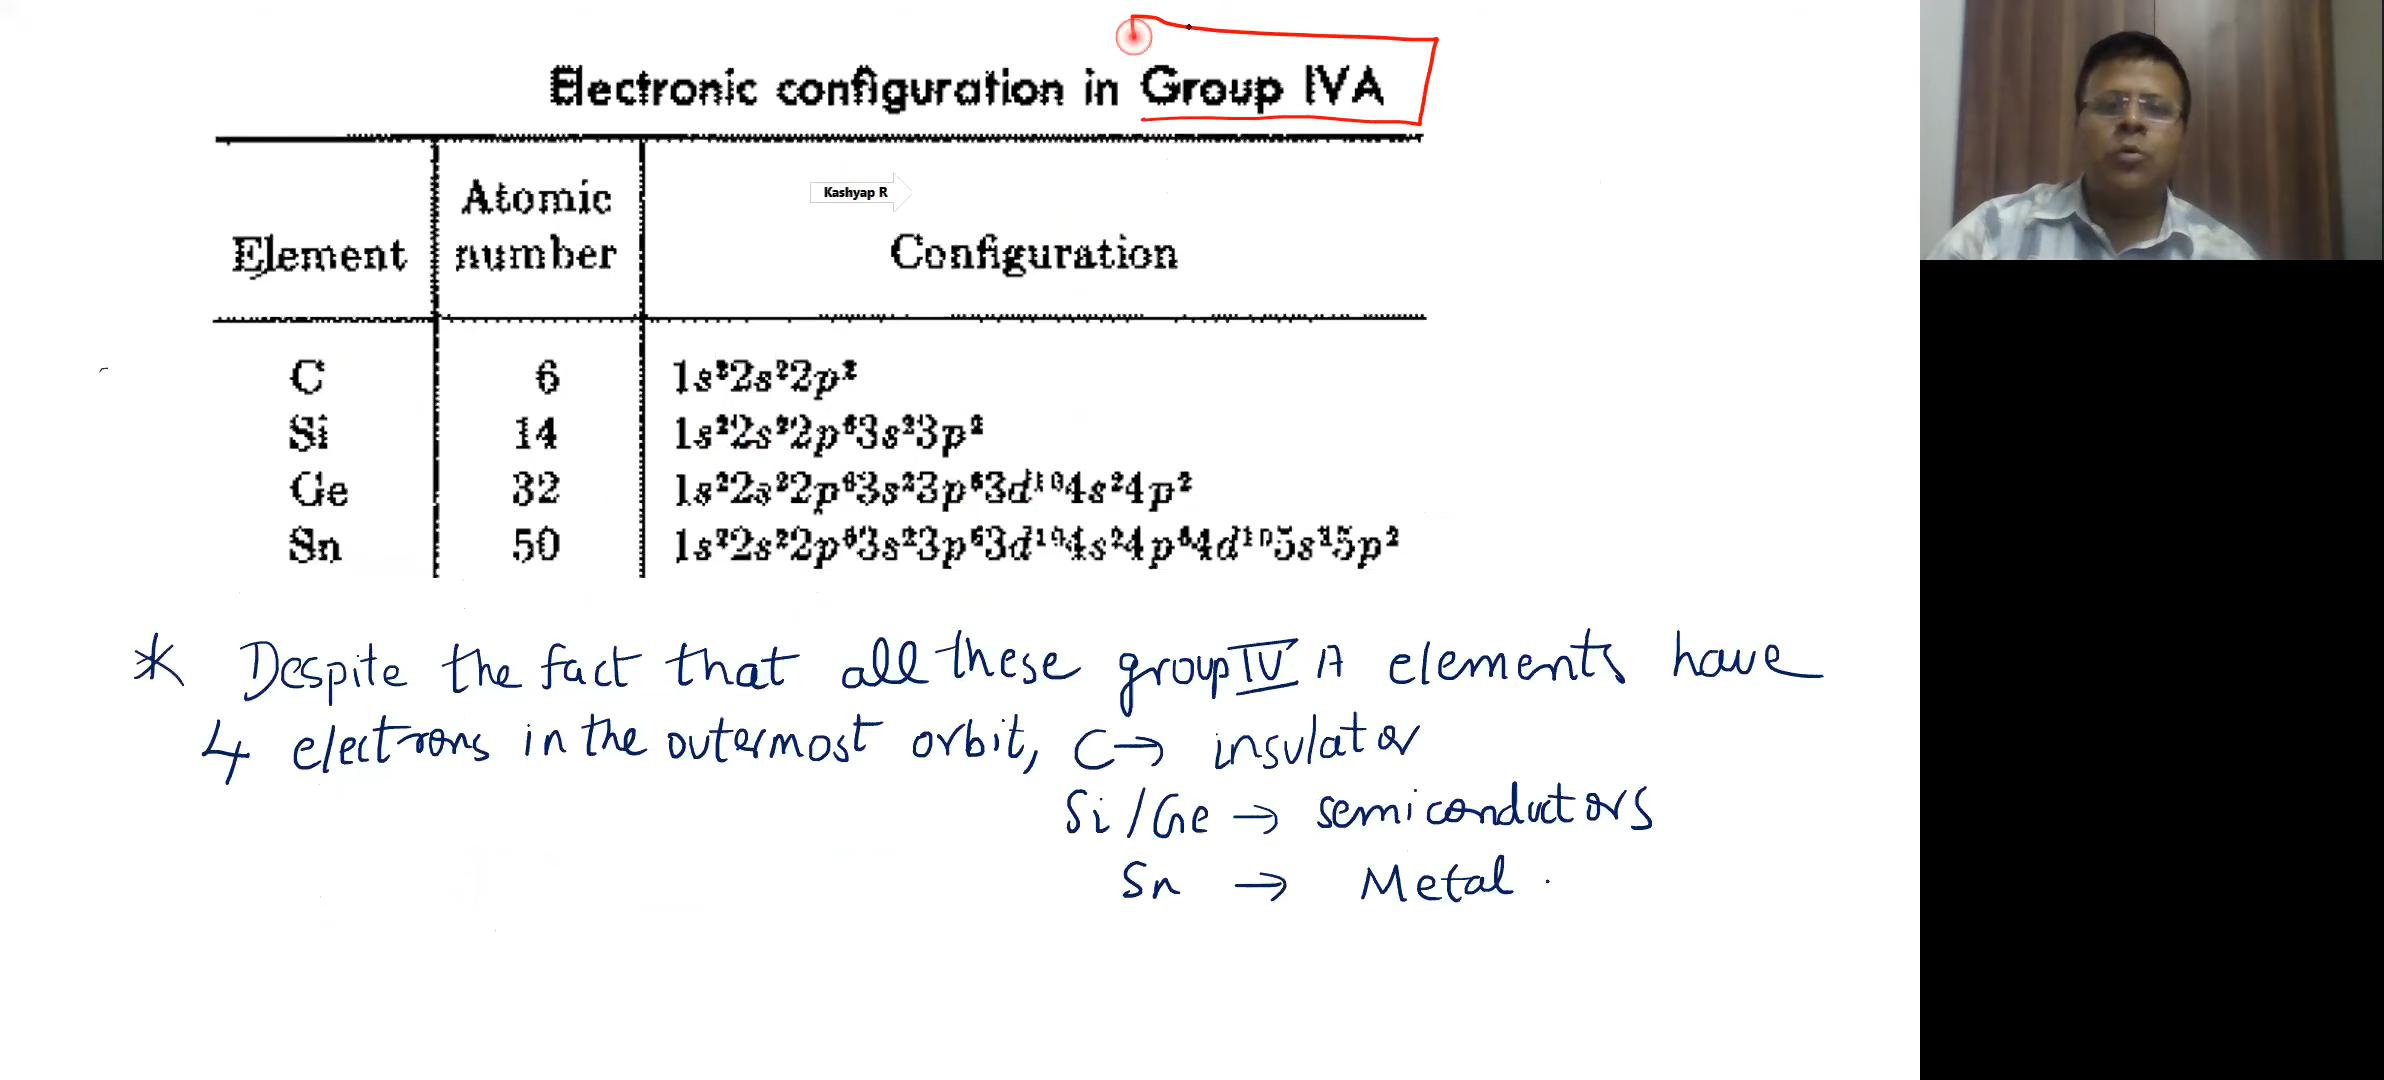 Electronic configuration in Group IVA
Kashyap R
Element | Atomic number | Configuration
C 6 1s²2s²2p²
Si 14 1s²2s²2p⁶3s²3p²
Ge 32 1s²2s²2p⁶3s²3p⁶3d¹⁰4s²4p²
Sn 50 1s²2s²2p⁶3s²3p⁶3d¹⁰4s²4p⁶4d¹⁰5s²5p²
* Despite the fact that all these group IV A elements have
4 electrons in the outermost orbit, C → insulator
Si/Ge → semiconductors
Sn → Metal.